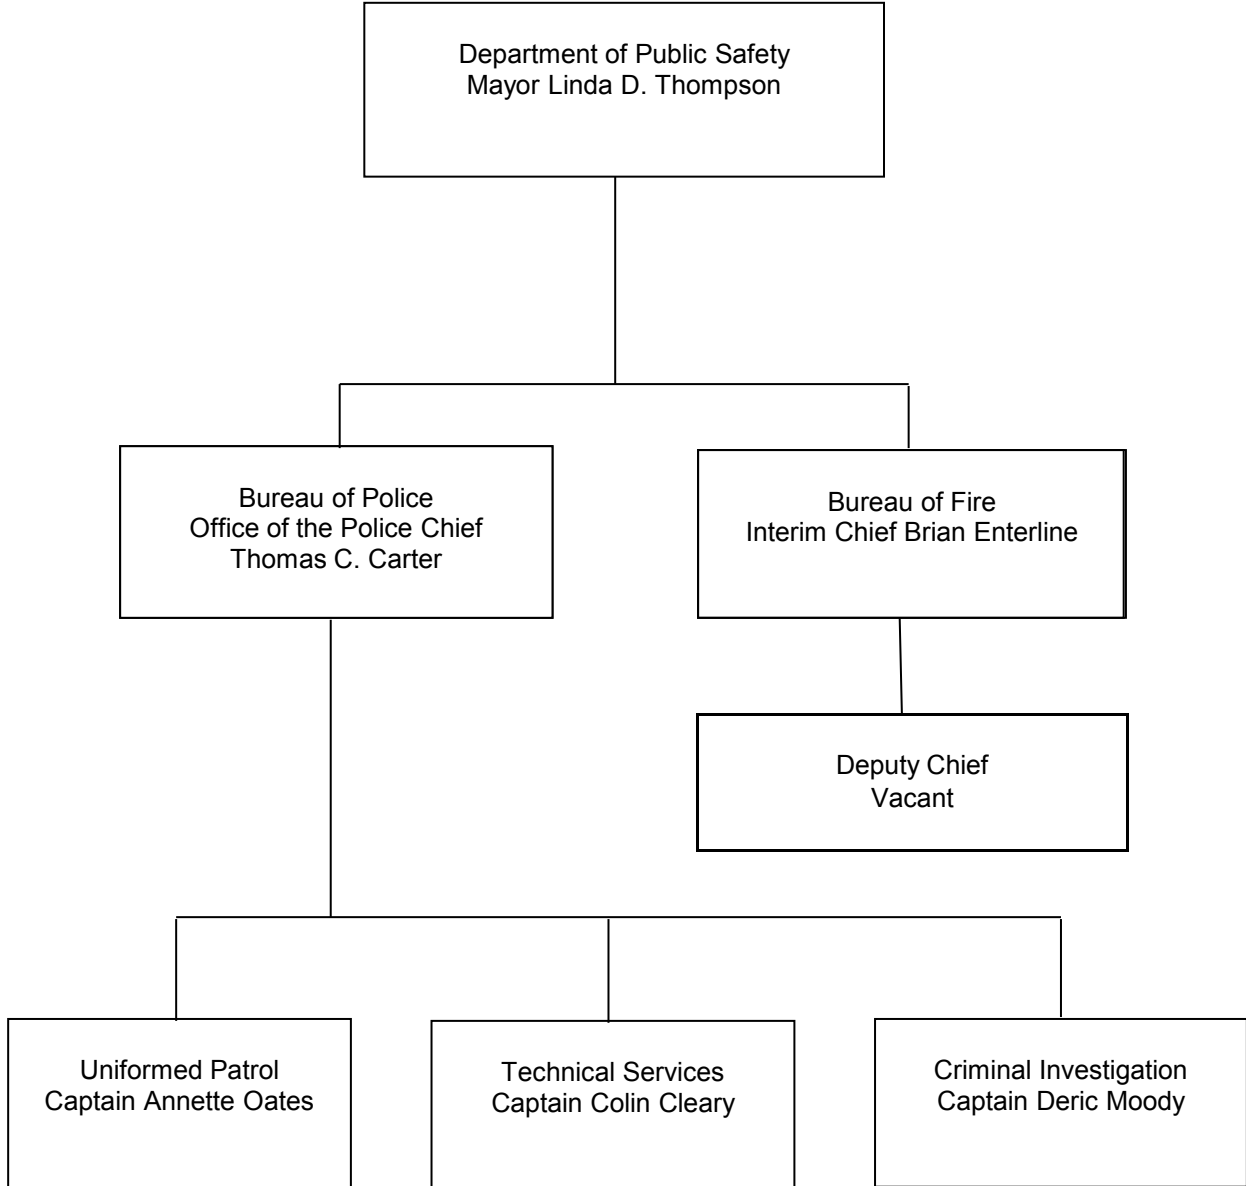 Department of Public Safety
Mayor Linda D. Thompson
Bureau of Police
Office of the Police Chief
Thomas C. Carter
Bureau of Fire
Interim Chief Brian Enterline
Deputy Chief
Vacant
Uniformed Patrol
Captain Annette Oates
Technical Services
Captain Colin Cleary
Criminal Investigation
Captain Deric Moody